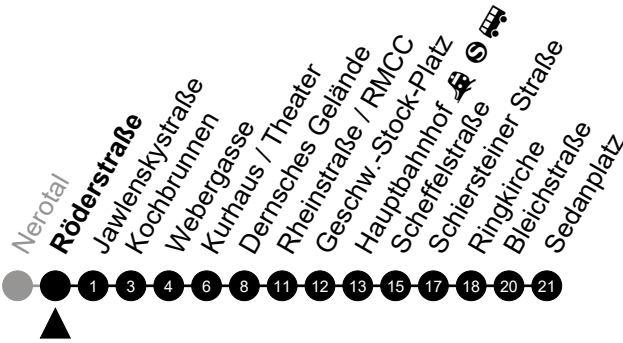 Nerotal
Röderstraße
Jawlenskystraße
Kochbrunnen
Webergasse
Kurhaus / Theater
Dernsches Gelände
Rheinstraße / RMCC
Geschw.-Stock-Platz
Hauptbahnhof S
Scheffelstraße
Schiersteiner Straße
Ringkirche
Bleichstraße
Sedanplatz
1 3 4 6 8 11 12 13 15 17 18 20 21